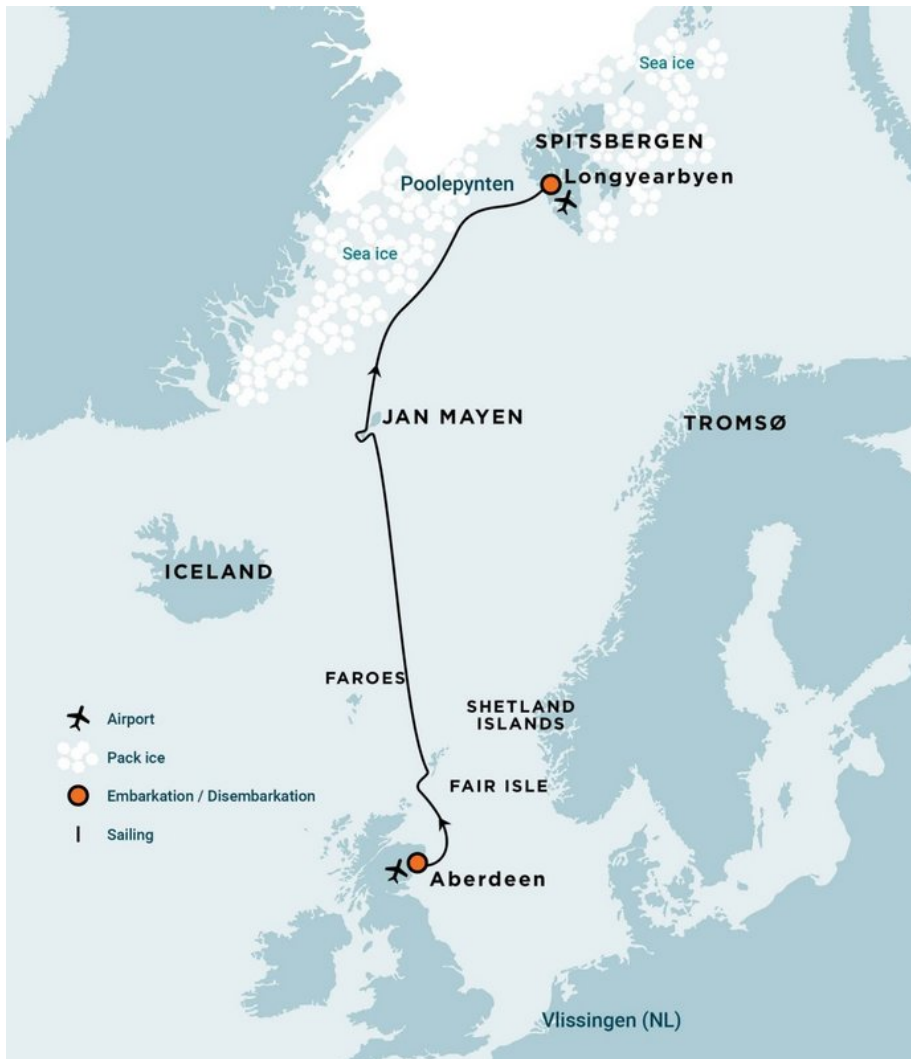 Sea ice
SPITSBERGEN
Longyearbyen
Poolepynten
Sea ice
JAN MAYEN
TROMSØ
ICELAND
FAROES
SHETLAND
ISLANDS
FAIR ISLE
Airport
Pack ice
Embarkation / Disembarkation
Sailing
Aberdeen
Vlissingen (NL)